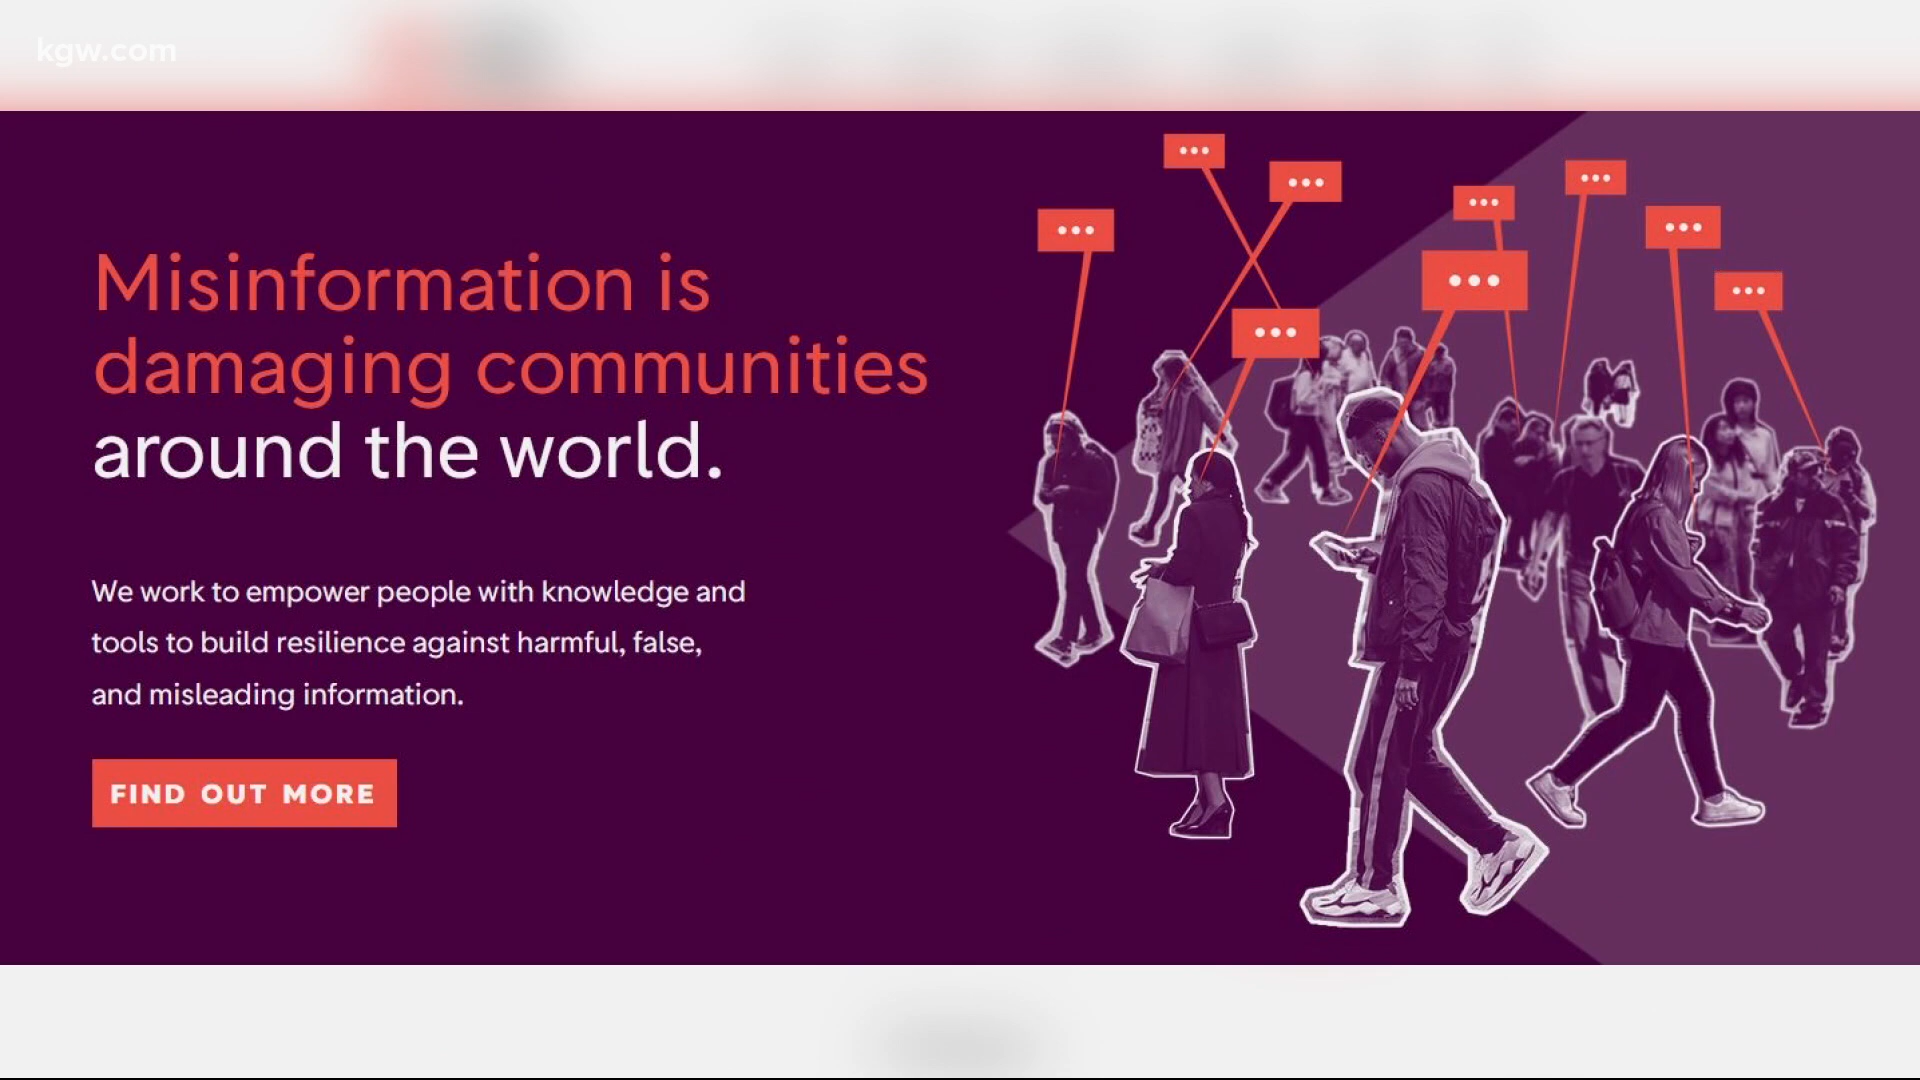 kgw.com
Misinformation is
damaging communities
around the world.
We work to empower people with knowledge and
tools to build resilience against harmful, false,
and misleading information.
FIND OUT MORE